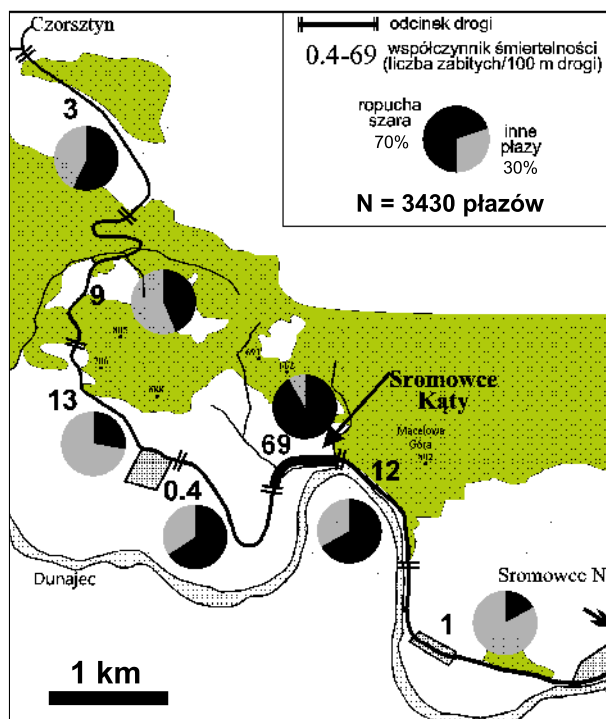 Czorsztyn
odcinek drogi
0.4-69 współczynnik śmiertelności
(liczba zabitych/100 m drogi)
3
ropucha
szara
70%
inne
płazy
30%
N = 3430 płazów
9
13
Sromowce
Kąty
69
Macelowa
Góra
12
0.4
Dunajec
Sromowce N
1
1 km